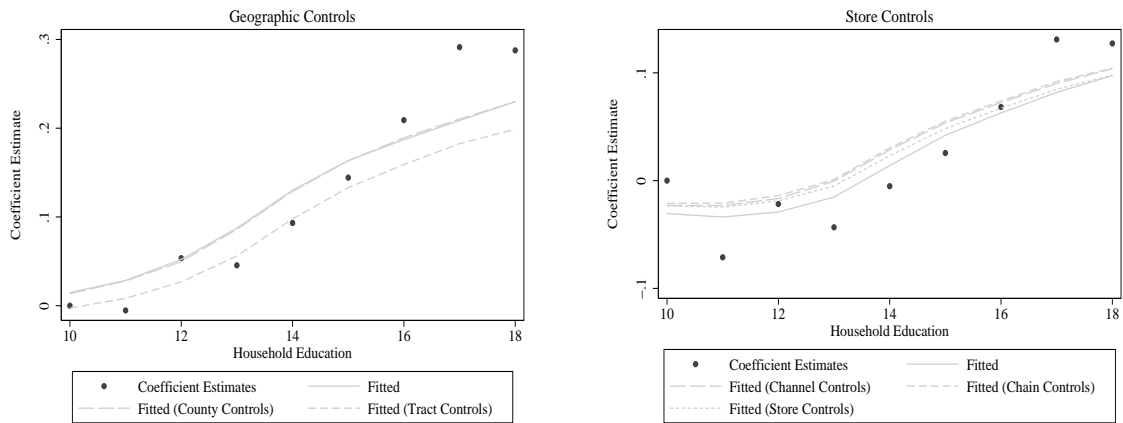 Geographic Controls
Coefficient Estimate
.3
.2
.1
0
10 12 14 16 18
Household Education
Coefficient Estimates Fitted
Fitted (County Controls) Fitted (Tract Controls)
Store Controls
Coefficient Estimate
.1
0
−.1
10 12 14 16 18
Household Education
Coefficient Estimates Fitted
Fitted (Channel Controls) Fitted (Chain Controls)
Fitted (Store Controls)